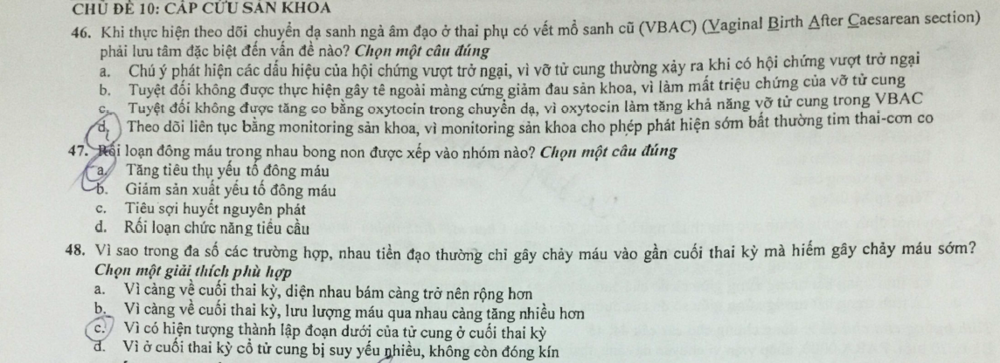 CHỦ ĐỀ 10: CẤP CỨU SẢN KHOA
46. Khi thực hiện theo dõi chuyển dạ sanh ngả âm đạo ở thai phụ có vết mổ sanh cũ (VBAC) (Vaginal Birth After Caesarean section)
phải lưu tâm đặc biệt đến vấn đề nào? Chọn một câu đúng
a. Chú ý phát hiện các dấu hiệu của hội chứng vượt trở ngại, vì vỡ tử cung thường xảy ra khi có hội chứng vượt trở ngại
b. Tuyệt đối không được thực hiện gây tê ngoài màng cứng giảm đau sản khoa, vì làm mất triệu chứng của vỡ tử cung
c. Tuyệt đối không được tăng co bằng oxytocin trong chuyển dạ, vì oxytocin làm tăng khả năng vỡ tử cung trong VBAC
d. Theo dõi liên tục bằng monitoring sản khoa, vì monitoring sản khoa cho phép phát hiện sớm bất thường tim thai-cơn co
47. Rối loạn đông máu trong nhau bong non được xếp vào nhóm nào? Chọn một câu đúng
a. Tăng tiêu thụ yếu tố đông máu
b. Giảm sản xuất yếu tố đông máu
c. Tiêu sợi huyết nguyên phát
d. Rối loạn chức năng tiểu cầu
48. Vì sao trong đa số các trường hợp, nhau tiền đạo thường chỉ gây chảy máu vào gần cuối thai kỳ mà hiếm gây chảy máu sớm?
Chọn một giải thích phù hợp
a. Vì càng về cuối thai kỳ, diện nhau bám càng trở nên rộng hơn
b. Vì càng về cuối thai kỳ, lưu lượng máu qua nhau càng tăng nhiều hơn
c. Vì có hiện tượng thành lập đoạn dưới của tử cung ở cuối thai kỳ
d. Vì ở cuối thai kỳ cổ tử cung bị suy yếu nhiều, không còn đóng kín